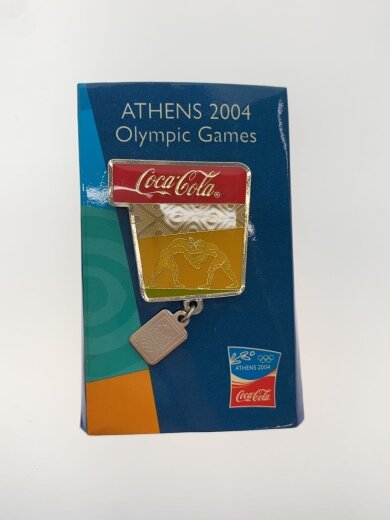 ATHENS 2004
Olympic Games
Coca-Cola®
ATHENS 2004
Coca-Cola